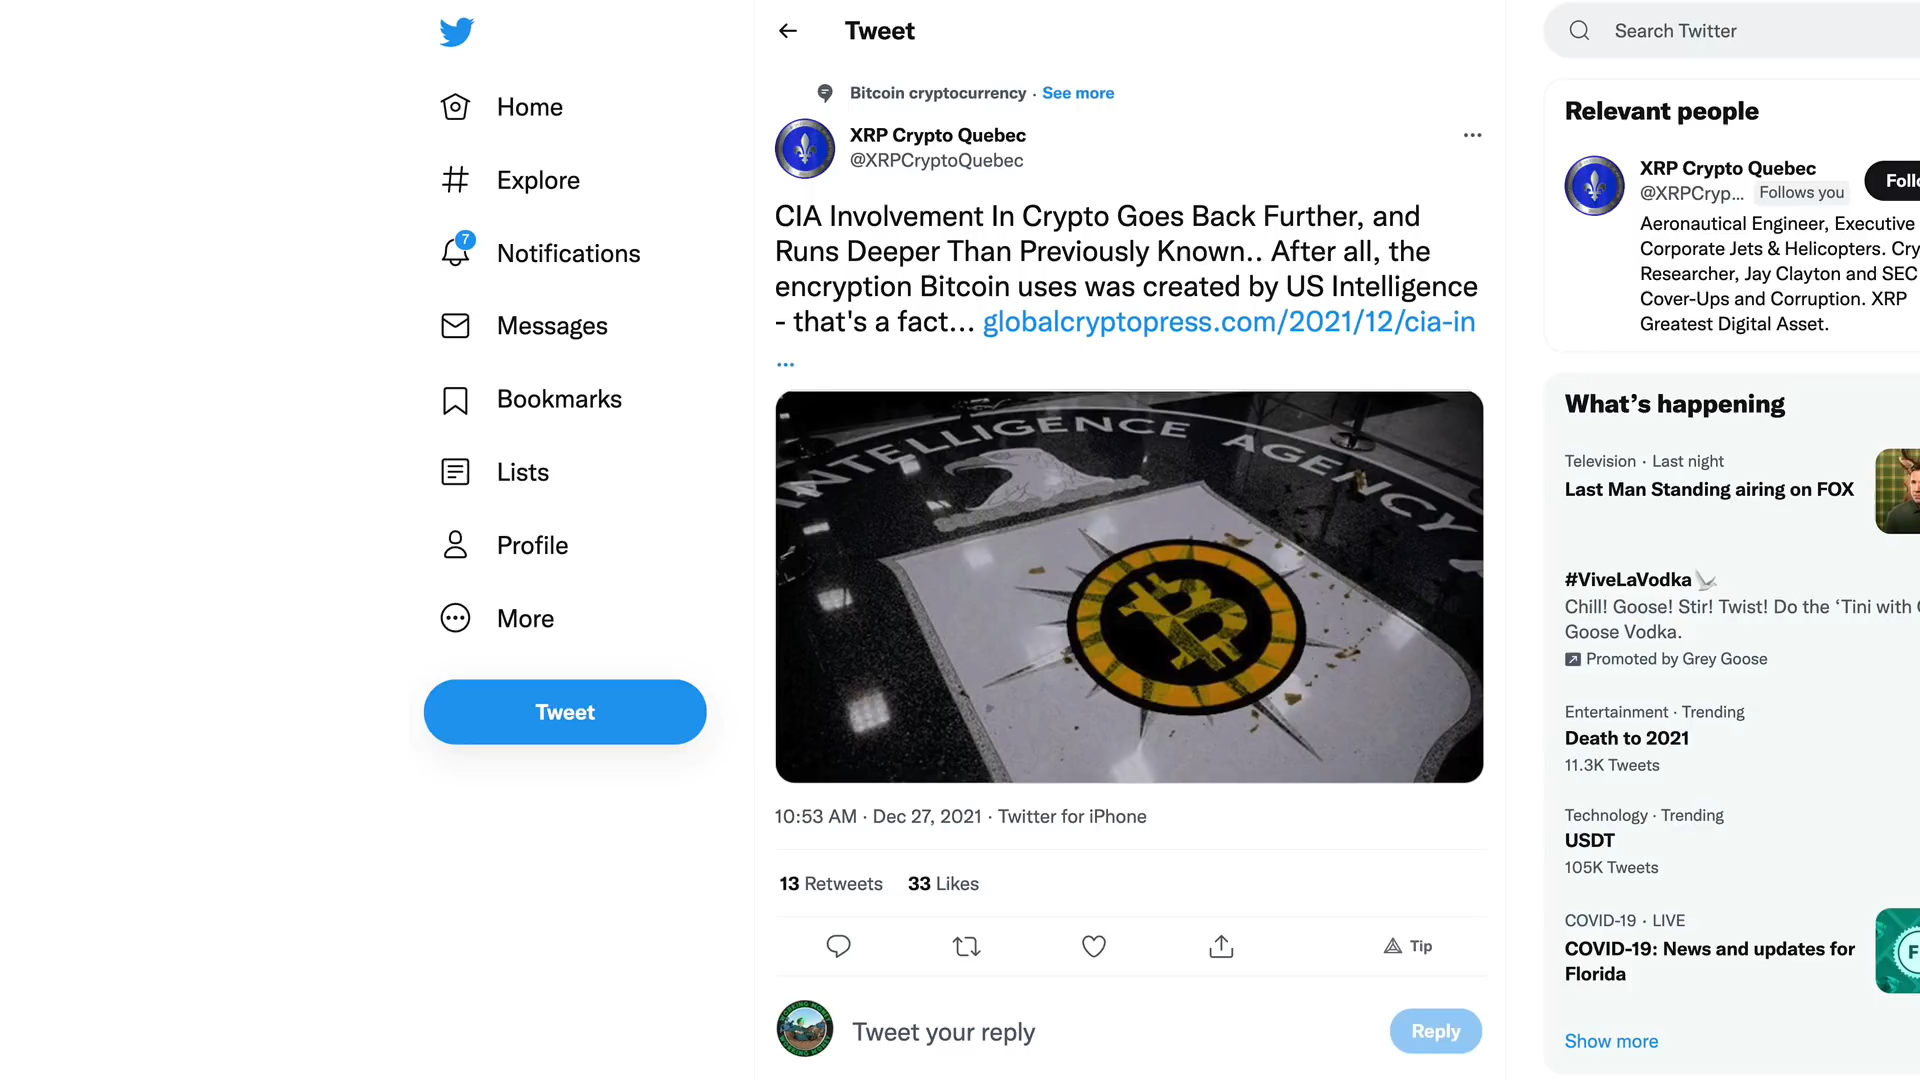 Home
Explore
7
Notifications
Messages
Bookmarks
Lists
Profile
More
Tweet
Tweet
Bitcoin cryptocurrency · See more
XRP Crypto Quebec
@XRPCryptoQuebec
CIA Involvement In Crypto Goes Back Further, and
Runs Deeper Than Previously Known.. After all, the
encryption Bitcoin uses was created by US Intelligence
- that's a fact... globalcryptopress.com/2021/12/cia-in
...
INTELLIGENCE AGENCY
10:53 AM · Dec 27, 2021 · Twitter for iPhone
13 Retweets 33 Likes
Tip
Tweet your reply
Reply
Search Twitter
Relevant people
XRP Crypto Quebec
@XRPCryp... Follows you
Aeronautical Engineer, Executive
Corporate Jets & Helicopters. Cry
Researcher, Jay Clayton and SEC
Cover-Ups and Corruption. XRP
Greatest Digital Asset.
What's happening
Television · Last night
Last Man Standing airing on FOX
#ViveLaVodka
Chill! Goose! Stir! Twist! Do the 'Tini with
Goose Vodka.
Promoted by Grey Goose
Entertainment · Trending
Death to 2021
11.3K Tweets
Technology · Trending
USDT
105K Tweets
COVID-19 · LIVE
COVID-19: News and updates for
Florida
Show more